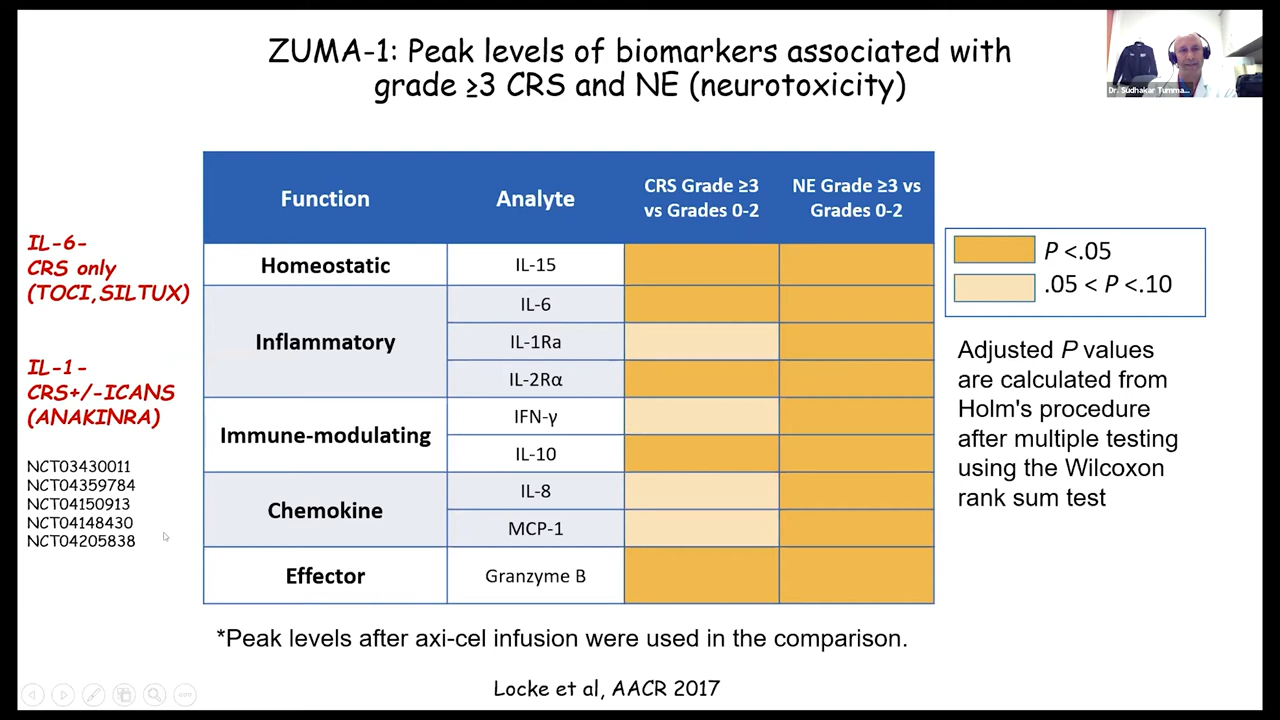 ZUMA-1: Peak levels of biomarkers associated with
grade ≥3 CRS and NE (neurotoxicity)
Dr. Sudhakar Tumma...
IL-6-
CRS only
(TOCI,SILTUX)
IL-1-
CRS+/-ICANS
(ANAKINRA)
NCT03430011
NCT04359784
NCT04150913
NCT04148430
NCT04205838
Function
Analyte
CRS Grade ≥3
vs Grades 0-2
NE Grade ≥3 vs
Grades 0-2
Homeostatic
IL-15
Inflammatory
IL-6
IL-1Ra
IL-2Rα
Immune-modulating
IFN-γ
IL-10
Chemokine
IL-8
MCP-1
Effector
Granzyme B
P <.05
.05 < P <.10
Adjusted P values
are calculated from
Holm's procedure
after multiple testing
using the Wilcoxon
rank sum test
*Peak levels after axi-cel infusion were used in the comparison.
Locke et al, AACR 2017